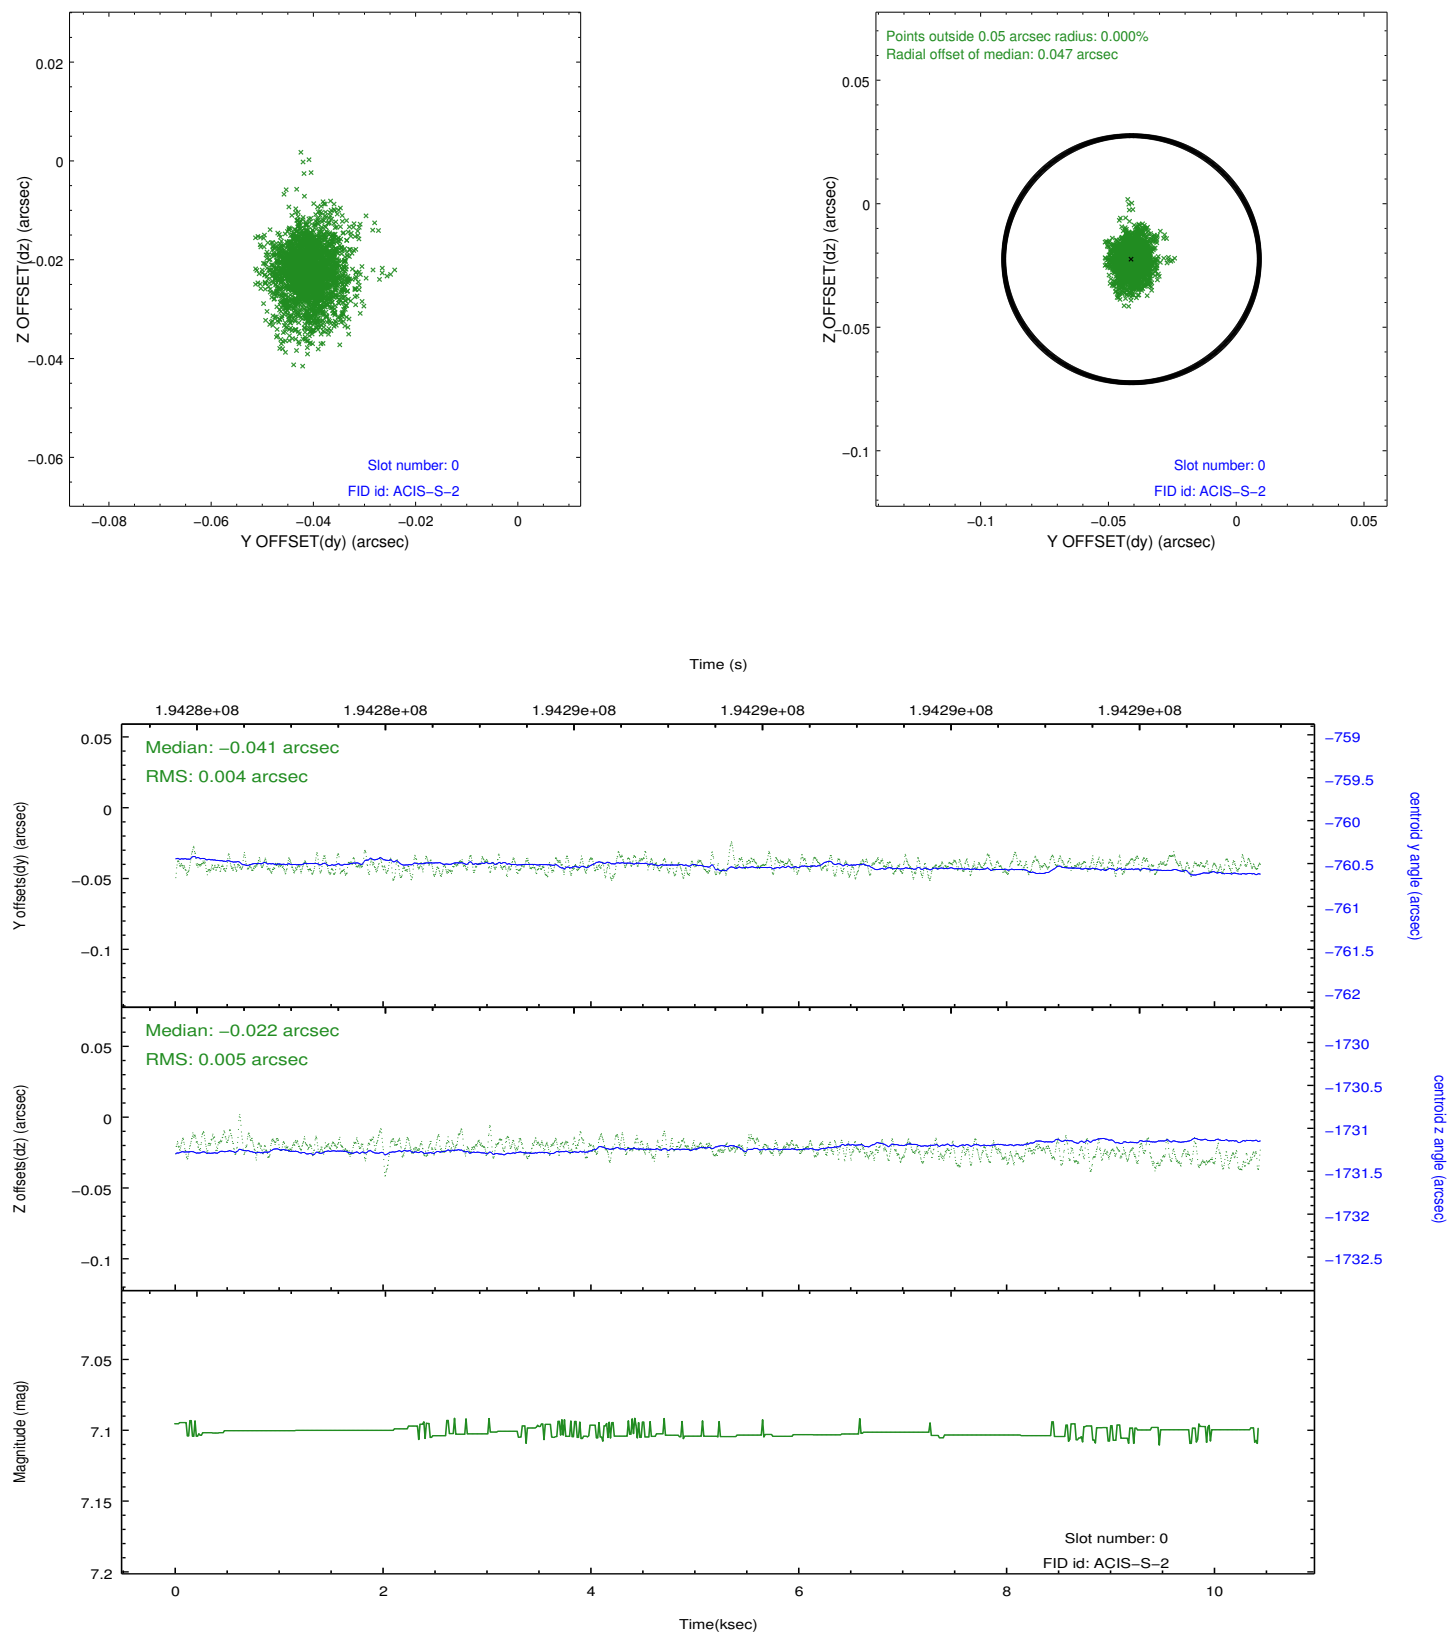 0.02
0
−0.02
−0.04
−0.06
Z OFFSET(dz) (arcsec)
Slot number: 0
FID id: ACIS−S−2
−0.08
−0.06
−0.04
−0.02
0
Y OFFSET(dy) (arcsec)
Points outside 0.05 arcsec radius: 0.000%
Radial offset of median: 0.047 arcsec
0.05
0
−0.05
−0.1
Z OFFSET(dz) (arcsec)
Slot number: 0
FID id: ACIS−S−2
−0.1
−0.05
0
0.05
Y OFFSET(dy) (arcsec)
Time (s)
1.9428e+08
1.9428e+08
1.9429e+08
1.9429e+08
1.9429e+08
1.9429e+08
0.05
0
−0.05
−0.1
Y offsets(dy) (arcsec)
Median: −0.041 arcsec
RMS: 0.004 arcsec
−759
−759.5
−760
−760.5
−761
−761.5
−762
centroid y angle (arcsec)
0.05
0
−0.05
−0.1
Z offsets(dz) (arcsec)
Median: −0.022 arcsec
RMS: 0.005 arcsec
−1730
−1730.5
−1731
−1731.5
−1732
−1732.5
centroid z angle (arcsec)
7.05
7.1
7.15
7.2
Magnitude (mag)
Slot number: 0
FID id: ACIS−S−2
0
2
4
6
8
10
Time(ksec)